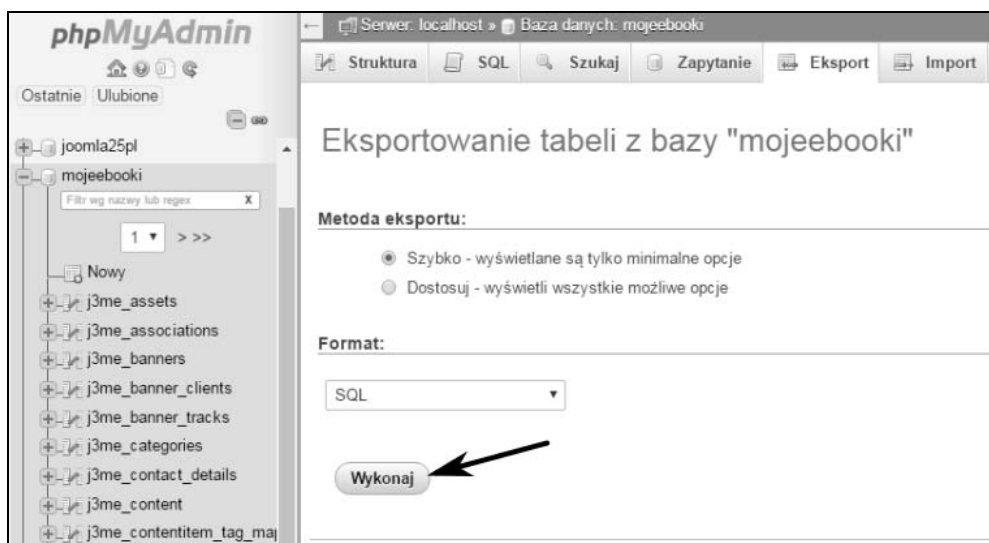 phpMyAdmin
Ostatnie Ulubione
joomla25pl
mojeebooki
Filtr wg nazwy lub regex X
1 > >>
Nowy
j3me_assets
j3me_associations
j3me_banners
j3me_banner_clients
j3me_banner_tracks
j3me_categories
j3me_contact_details
j3me_content
j3me_contentitem_tag_map
Serwer: localhost » Baza danych: mojeebooki
Struktura SQL Szukaj Zapytanie Eksport Import
Eksportowanie tabeli z bazy "mojeebooki"
Metoda eksportu:
Szybko - wyświetlane są tylko minimalne opcje
Dostosuj - wyświetli wszystkie możliwe opcje
Format:
SQL
Wykonaj